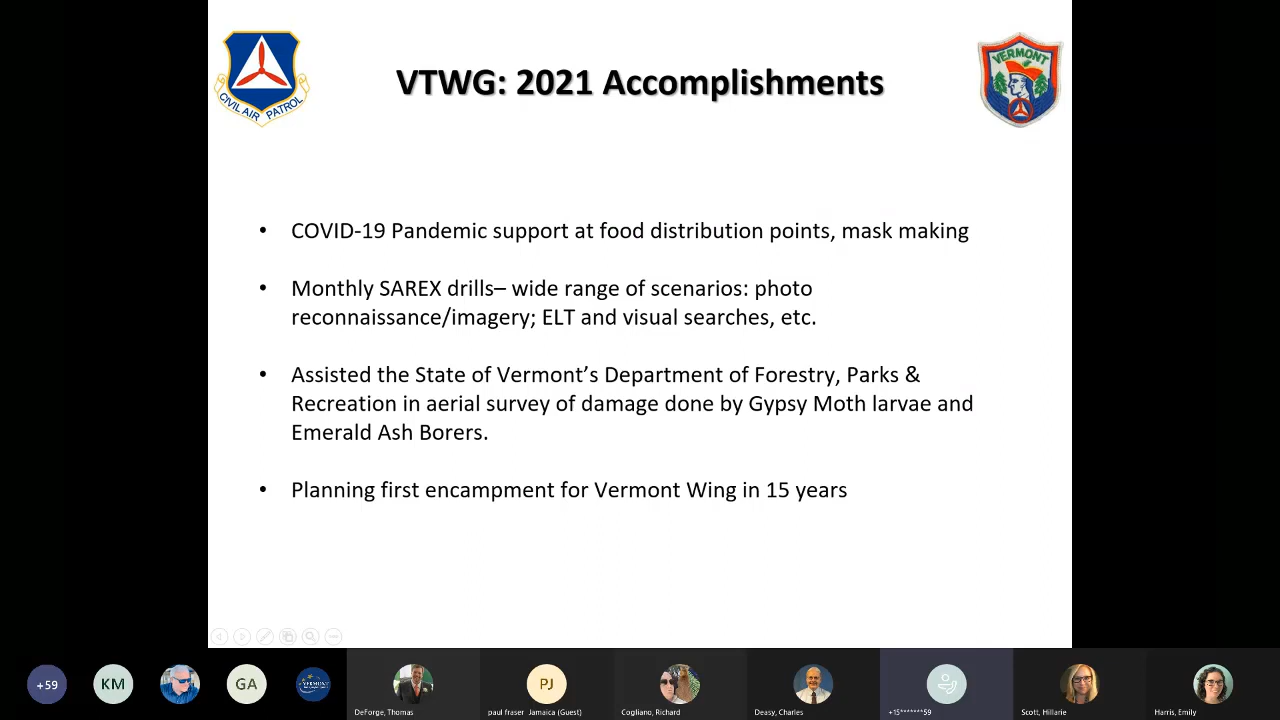 VTWG: 2021 Accomplishments
CIVIL AIR PATROL
VERMONT
• COVID-19 Pandemic support at food distribution points, mask making
• Monthly SAREX drills– wide range of scenarios: photo
reconnaissance/imagery; ELT and visual searches, etc.
• Assisted the State of Vermont’s Department of Forestry, Parks &
Recreation in aerial survey of damage done by Gypsy Moth larvae and
Emerald Ash Borers.
• Planning first encampment for Vermont Wing in 15 years
+59
KM
GA
VERMONT
DeForge, Thomas
PJ
paul fraser Jamaica (Guest)
Cogliano, Richard
Deasy, Charles
+15*******59
Scott, Hillarie
Harris, Emily